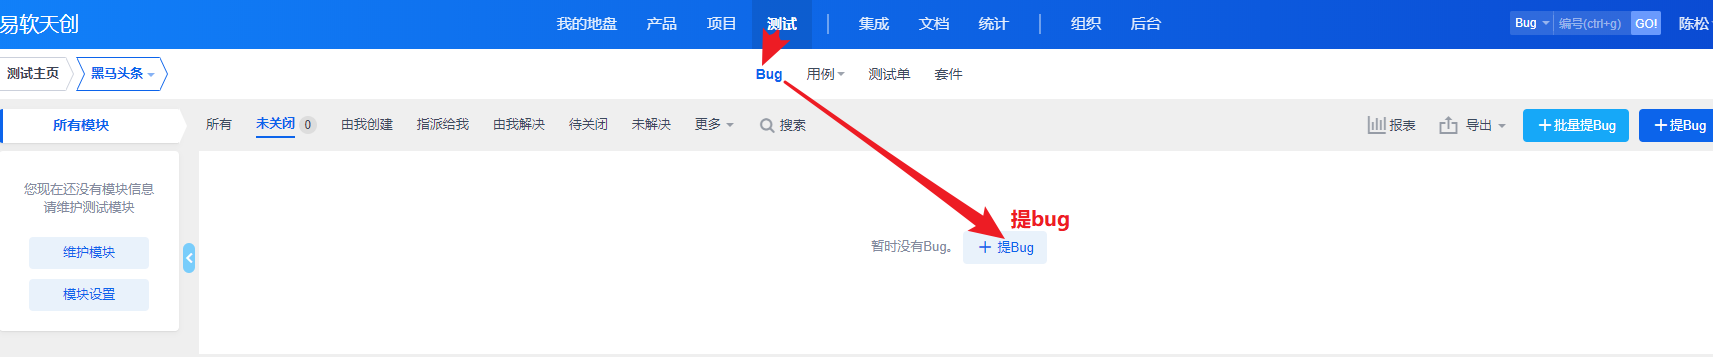 易软天创 我的地盘 产品 项目 测试 集成 文档 统计 组织 后台 Bug 编号(ctrl+g) GO! 陈松
测试主页 黑马头条 Bug 用例 测试单 套件
所有模块 所有 未关闭 0 由我创建 指派给我 由我解决 待关闭 未解决 更多 搜索 报表 导出 +批量提Bug +提Bug
您现在还没有模块信息
请维护测试模块
提bug
维护模块
暂时没有Bug。 + 提Bug
模块设置